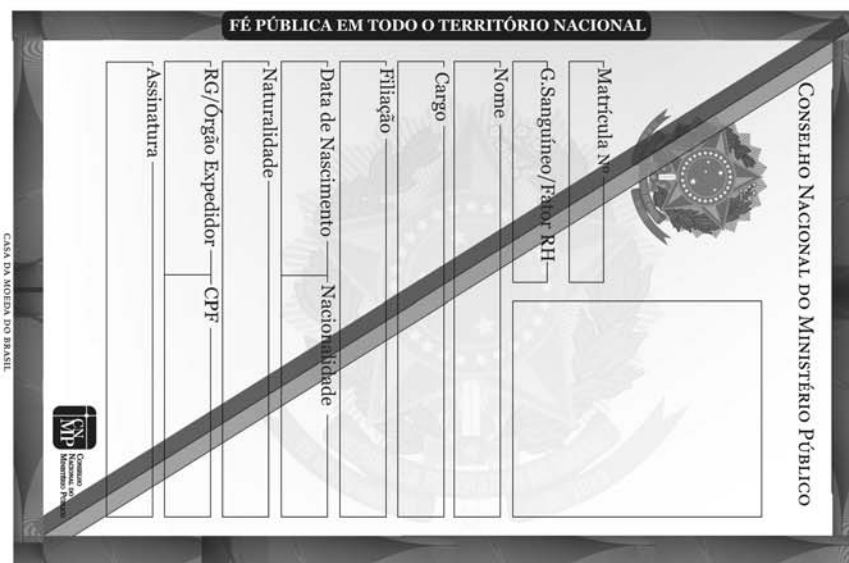 FÉ PÚBLICA EM TODO O TERRITÓRIO NACIONAL
CONSELHO NACIONAL DO MINISTÉRIO PÚBLICO
Matrícula Nº
G.Sanguíneo/Fator RH
Nome
Cargo
Filiação
Data de Nascimento
Nacionalidade
Naturalidade
RG/Órgão Expedidor
CPF
Assinatura
CN
MP
CONSELHO
NACIONAL DO
MINISTÉRIO PÚBLICO
CASA DA MOEDA DO BRASIL